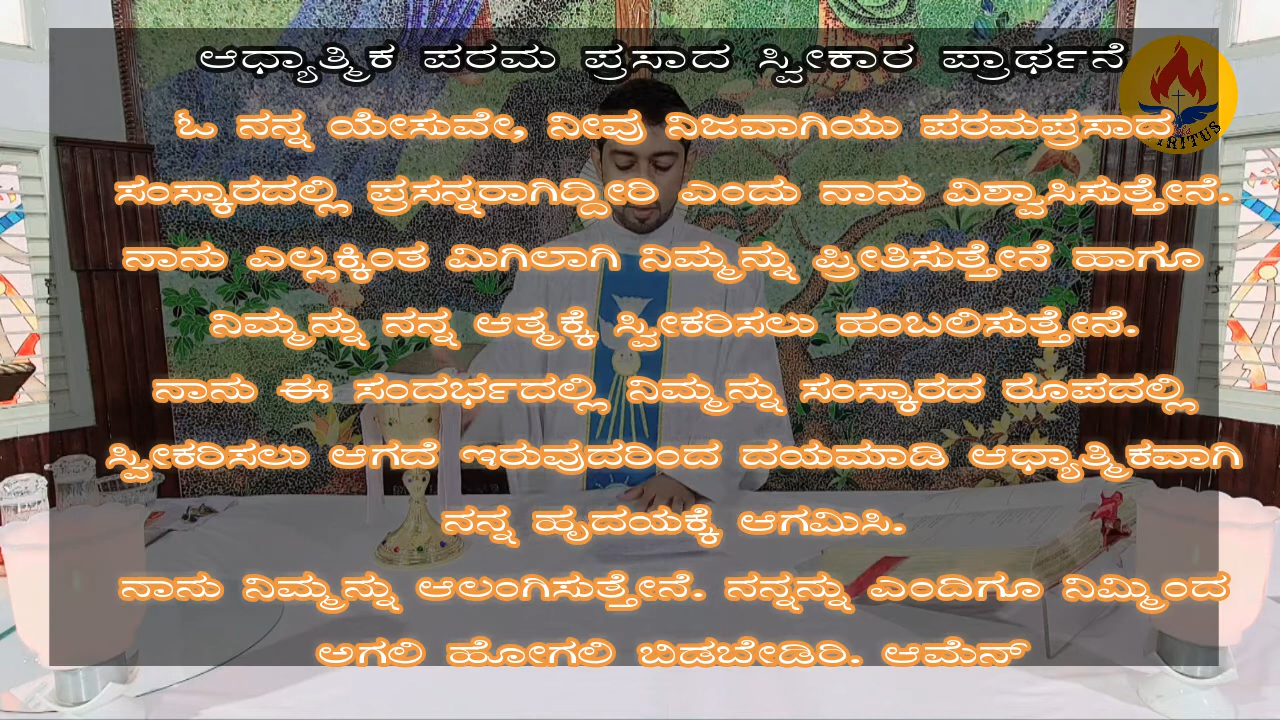 ಆಧ್ಯಾತ್ಮಿಕ ಪರಮ ಪ್ರಸಾದ ಸ್ವೀಕಾರ ಪ್ರಾರ್ಥನೆ
ಓ ನನ್ನ ಯೇಸುವೇ, ನೀವು ನಿಜವಾಗಿಯು ಪರಮಪ್ರಸಾದ
ಸಂಸ್ಕಾರದಲ್ಲಿ ಪ್ರಸನ್ನರಾಗಿದ್ದೀರಿ ಎಂದು ನಾನು ವಿಶ್ವಾಸಿಸುತ್ತೇನೆ.
ನಾನು ಎಲ್ಲಕ್ಕಿಂತ ಮಿಗಿಲಾಗಿ ನಿಮ್ಮನ್ನು ಪ್ರೀತಿಸುತ್ತೇನೆ ಹಾಗೂ
ನಿಮ್ಮನ್ನು ನನ್ನ ಆತ್ಮಕ್ಕೆ ಸ್ವೀಕರಿಸಲು ಹಂಬಲಿಸುತ್ತೇನೆ.
ನಾನು ಈ ಸಂದರ್ಭದಲ್ಲಿ ನಿಮ್ಮನ್ನು ಸಂಸ್ಕಾರದ ರೂಪದಲ್ಲಿ
ಸ್ವೀಕರಿಸಲು ಆಗದೆ ಇರುವುದರಿಂದ ದಯಮಾಡಿ ಆಧ್ಯಾತ್ಮಿಕವಾಗಿ
ನನ್ನ ಹೃದಯಕ್ಕೆ ಆಗಮಿಸಿ.
ನಾನು ನಿಮ್ಮನ್ನು ಆಲಂಗಿಸುತ್ತೇನೆ. ನನ್ನನ್ನು ಎಂದಿಗೂ ನಿಮ್ಮಿಂದ
ಅಗಲಿ ಹೋಗಲಿ ಬಿಡಬೇಡಿರಿ. ಆಮೆನ್